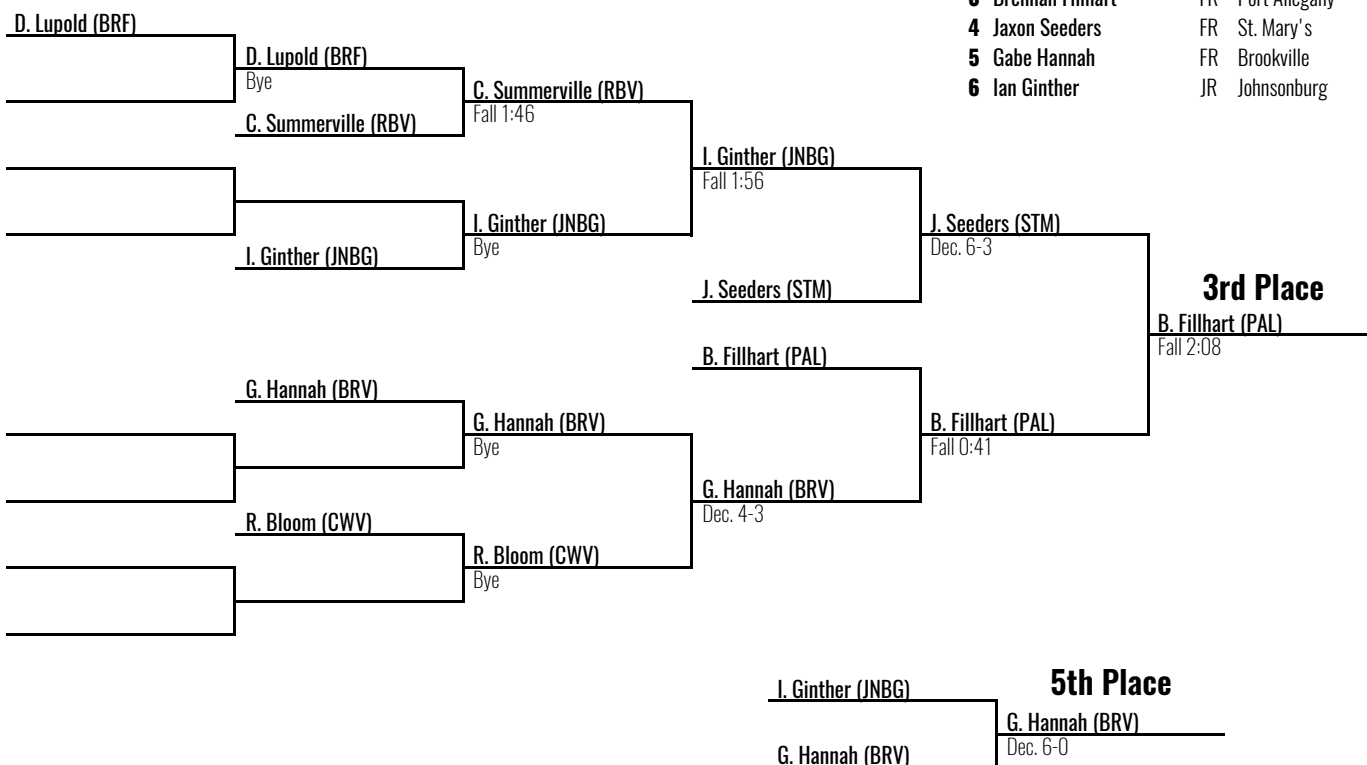 3 Brennan Fillhart FR Port Allegany
4 Jaxon Seeders FR St. Mary's
5 Gabe Hannah FR Brookville
6 Ian Ginther JR Johnsonburg
D. Lupold (BRF)
D. Lupold (BRF)
Bye
C. Summerville (RBV)
C. Summerville (RBV)
Fall 1:46
I. Ginther (JNBG)
I. Ginther (JNBG)
Bye
I. Ginther (JNBG)
Fall 1:56
J. Seeders (STM)
J. Seeders (STM)
Dec. 6-3
3rd Place
B. Fillhart (PAL)
Fall 2:08
B. Fillhart (PAL)
B. Fillhart (PAL)
Fall 0:41
G. Hannah (BRV)
G. Hannah (BRV)
Bye
G. Hannah (BRV)
Dec. 4-3
R. Bloom (CWV)
R. Bloom (CWV)
Bye
5th Place
I. Ginther (JNBG)
G. Hannah (BRV)
Dec. 6-0
G. Hannah (BRV)